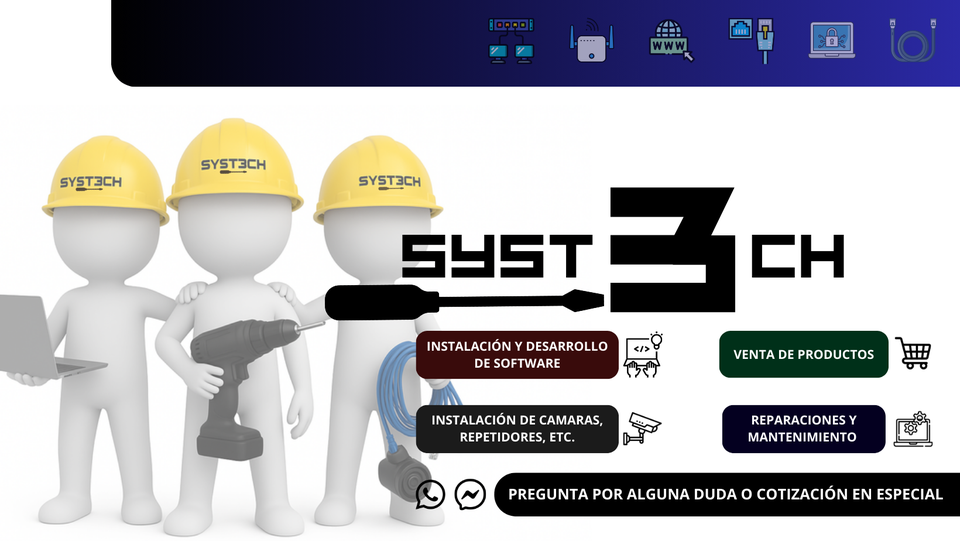 WWW
SYST3CH
SYST3CH
SYST3CH
SYST3CH
INSTALACIÓN Y DESARROLLO
DE SOFTWARE
</>
VENTA DE PRODUCTOS
INSTALACIÓN DE CAMARAS,
REPETIDORES, ETC.
REPARACIONES Y
MANTENIMIENTO
PREGUNTA POR ALGUNA DUDA O COTIZACIÓN EN ESPECIAL